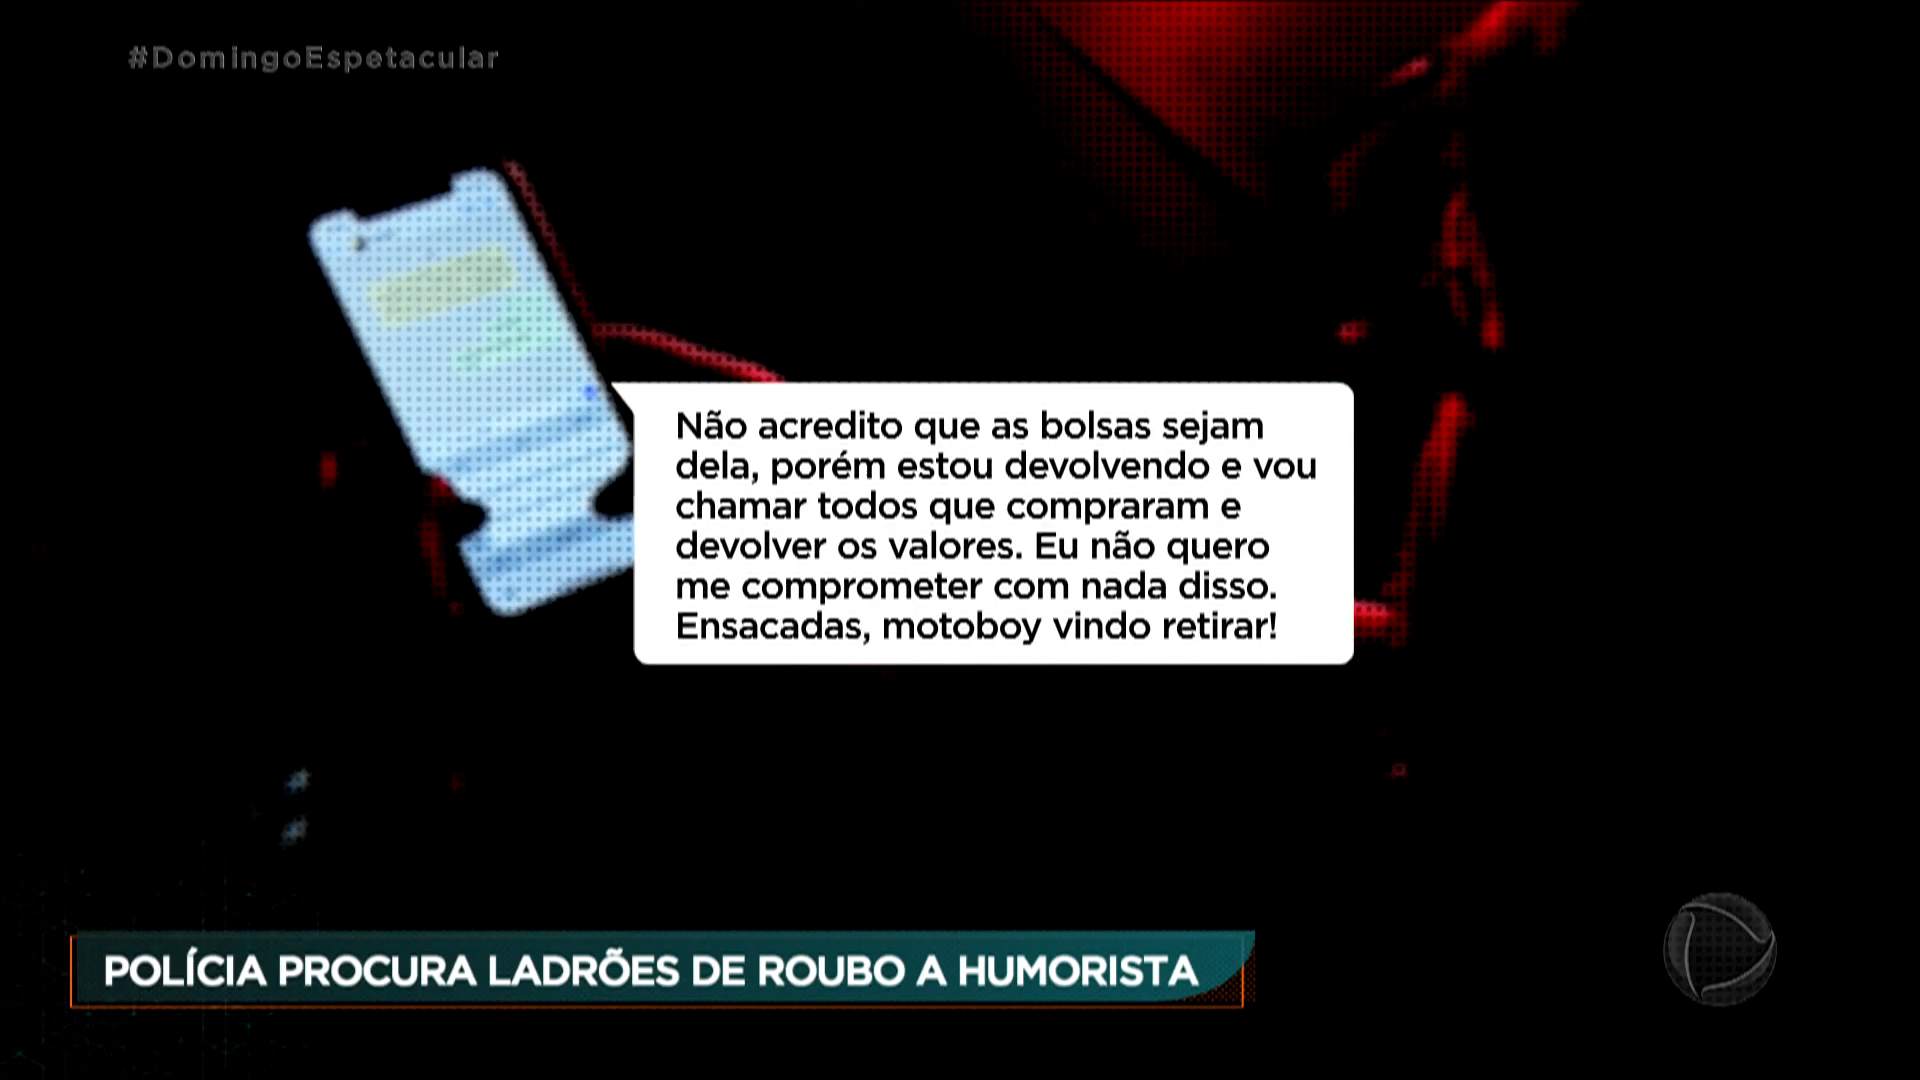 #DomingoEspetacular
Não acredito que as bolsas sejam
dela, porém estou devolvendo e vou
chamar todos que compraram e
devolver os valores. Eu não quero
me comprometer com nada disso.
Ensacadas, motoboy vindo retirar!
POLÍCIA PROCURA LADRÕES DE ROUBO A HUMORISTA